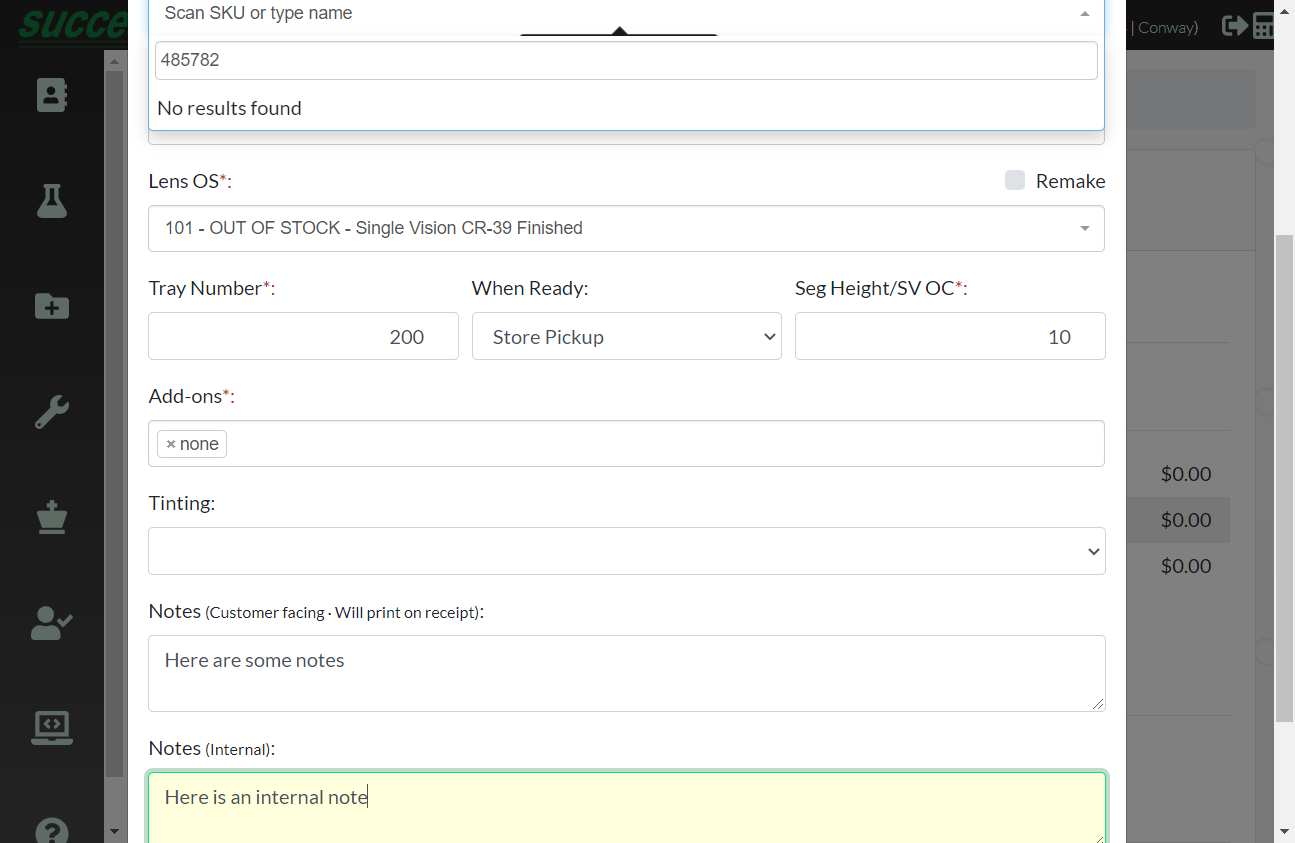 SUCCE
Scan SKU or type name
| Conway)
485782
No results found
Lens OS*:
Remake
101 - OUT OF STOCK - Single Vision CR-39 Finished
Tray Number*: When Ready: Seg Height/SV OC*:
200 Store Pickup 10
Add-ons*:
× none
$0.00
Tinting:
$0.00
$0.00
Notes (Customer facing · Will print on receipt):
Here are some notes
Notes (Internal):
Here is an internal note